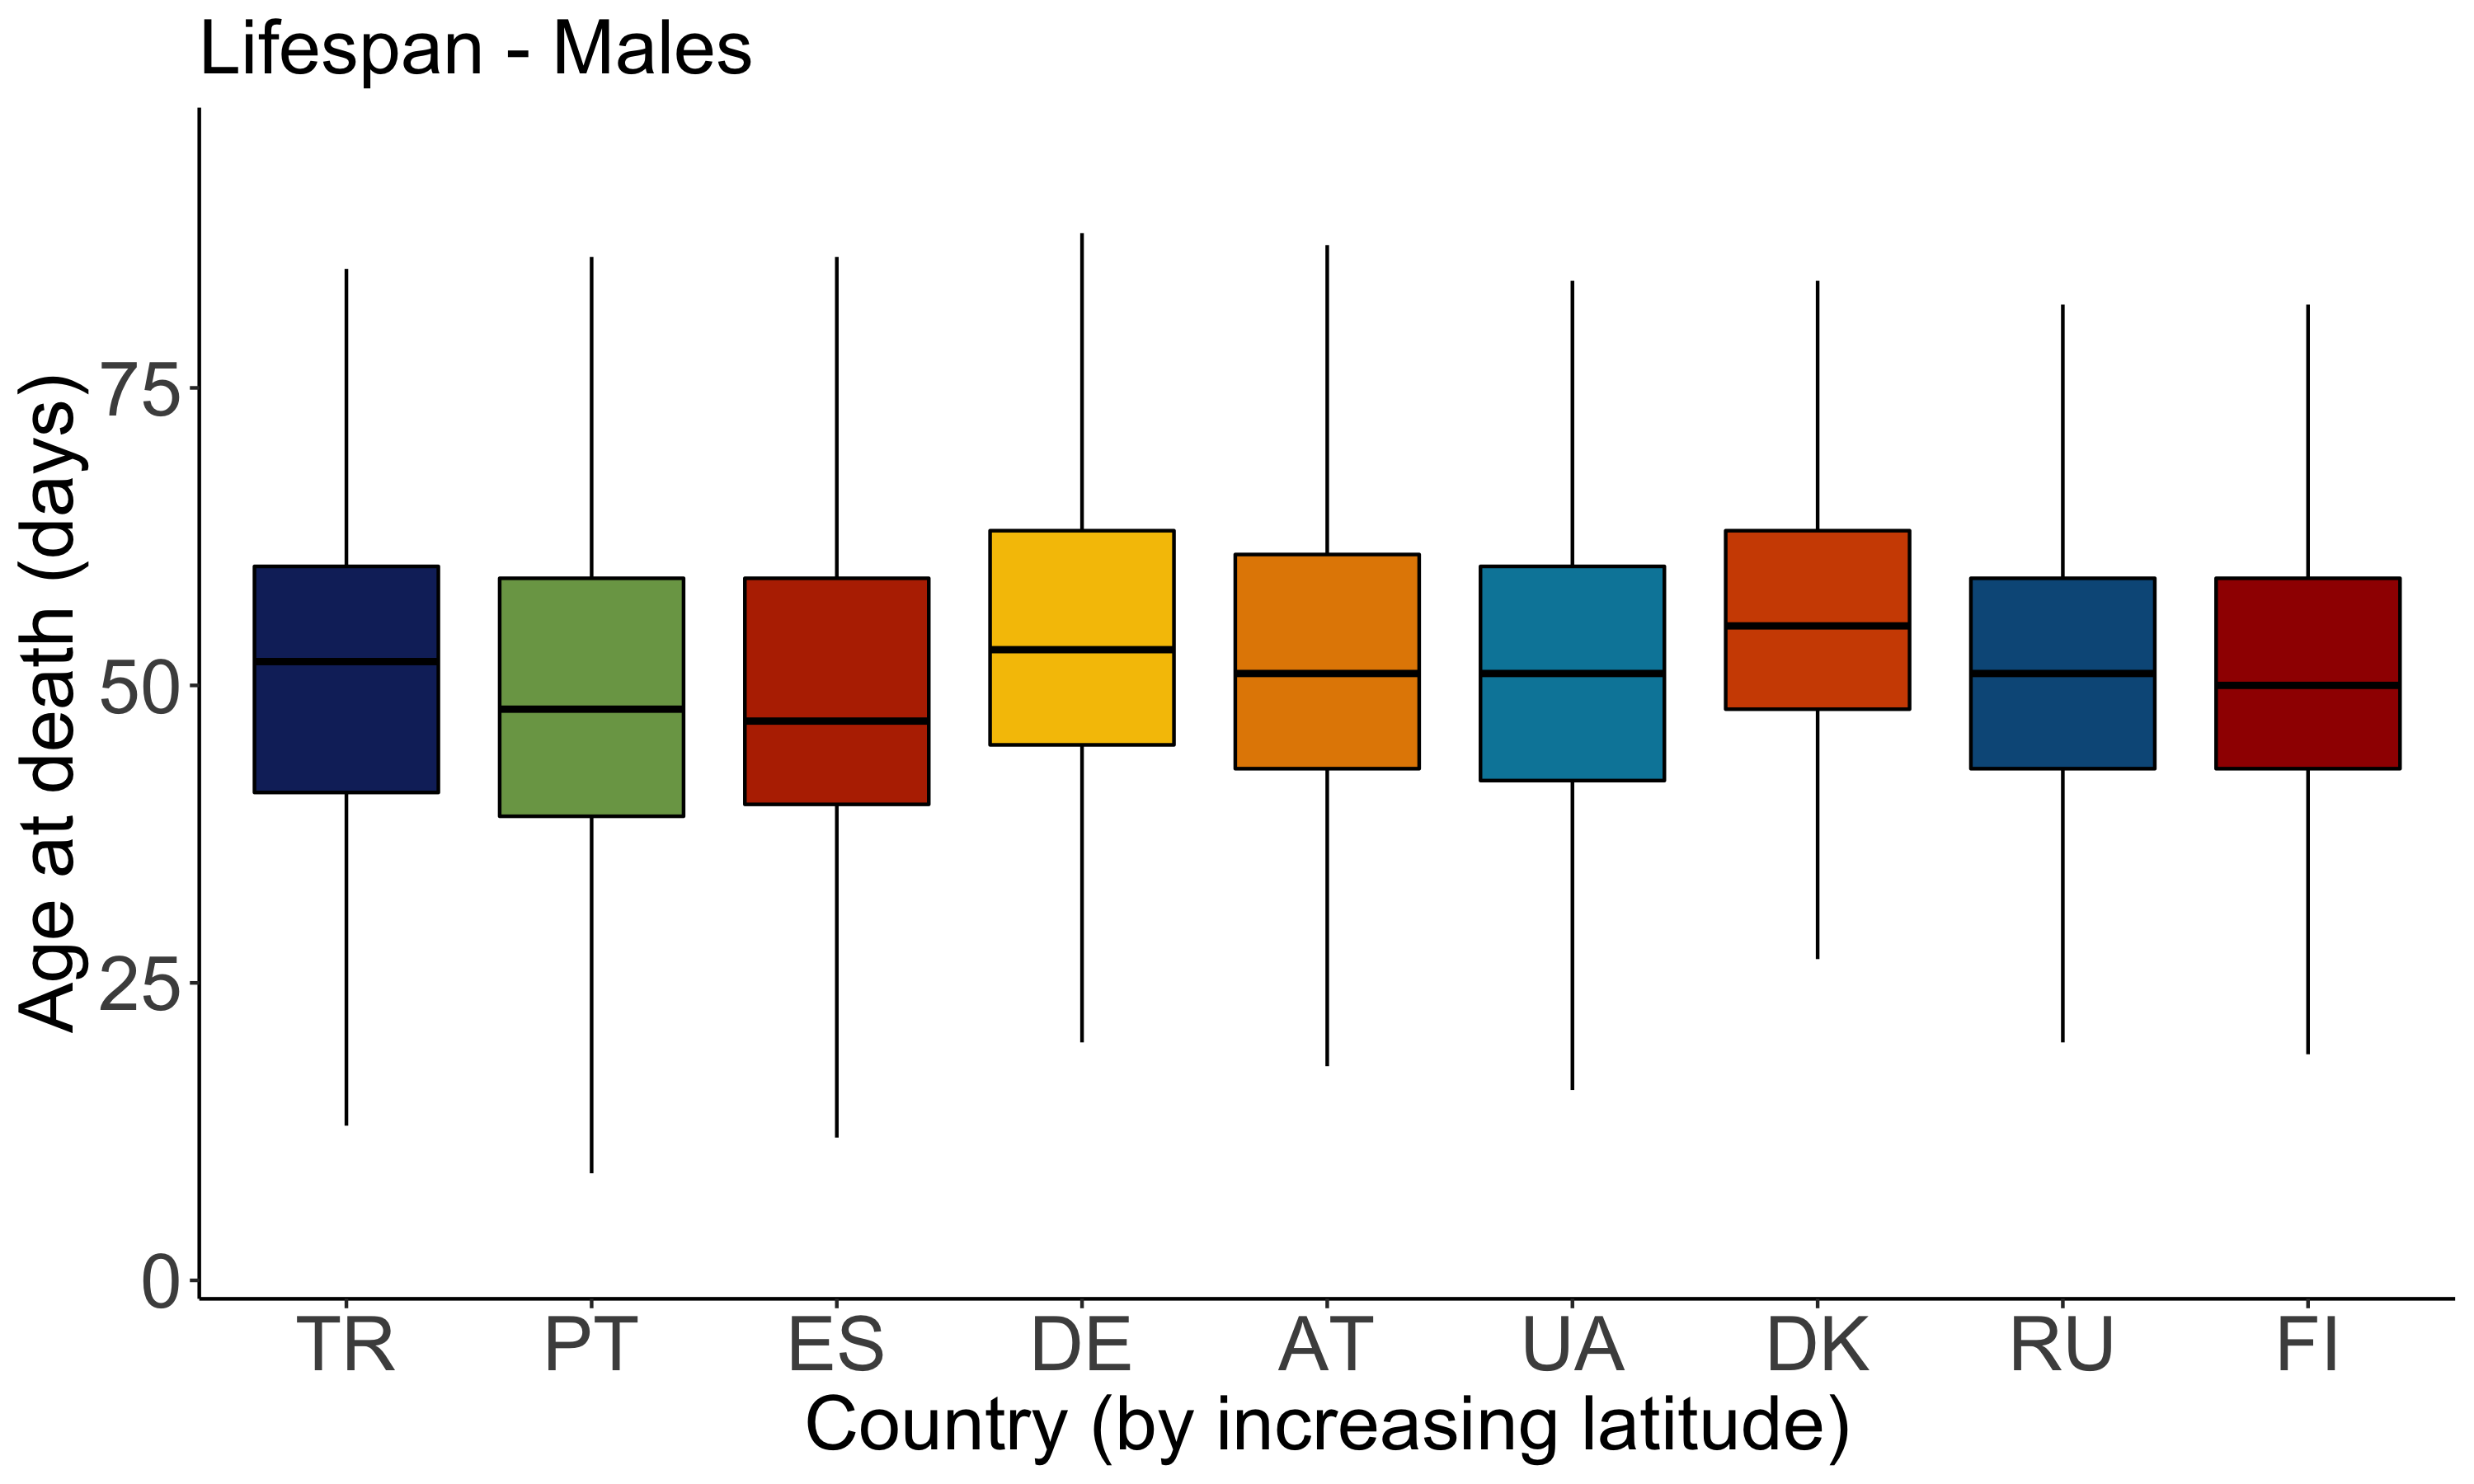 Lifespan - Males
Age at death (days)
75
50
25
0
TR PT ES DE AT UA DK RU FI
Country (by increasing latitude)